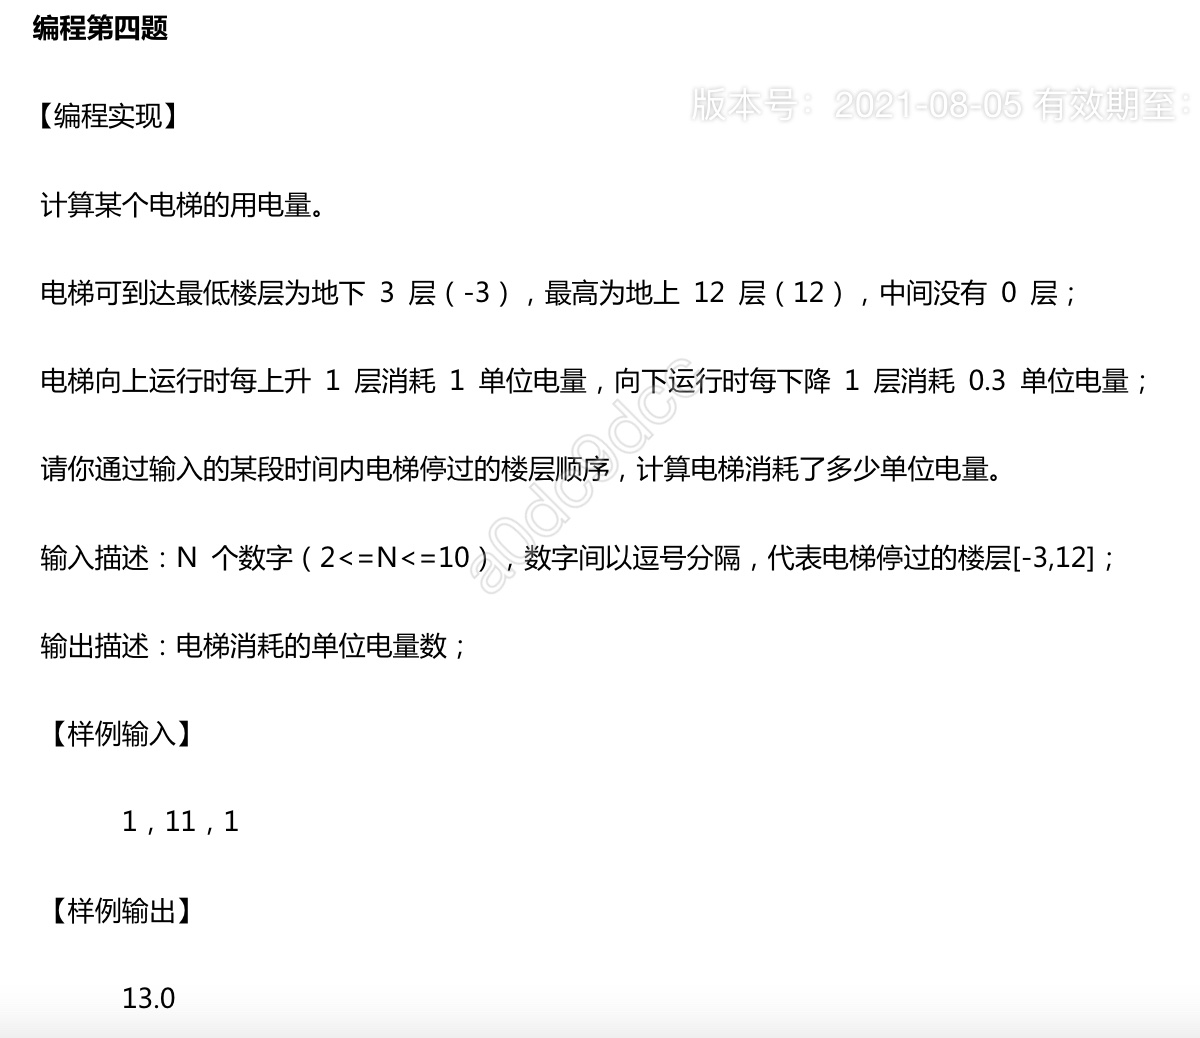 编程第四题
版本号：2021-08-05 有效期至：
【编程实现】
计算某个电梯的用电量。
电梯可到达最低楼层为地下 3 层（-3），最高为地上 12 层（12），中间没有 0 层；
电梯向上运行时每上升 1 层消耗 1 单位电量，向下运行时每下降 1 层消耗 0.3 单位电量；
请你通过输入的某段时间内电梯停过的楼层顺序，计算电梯消耗了多少单位电量。
a0dc9dcc
输入描述：N 个数字（2<=N<=10），数字间以逗号分隔，代表电梯停过的楼层[-3,12]；
输出描述：电梯消耗的单位电量数；
【样例输入】
1，11，1
【样例输出】
13.0